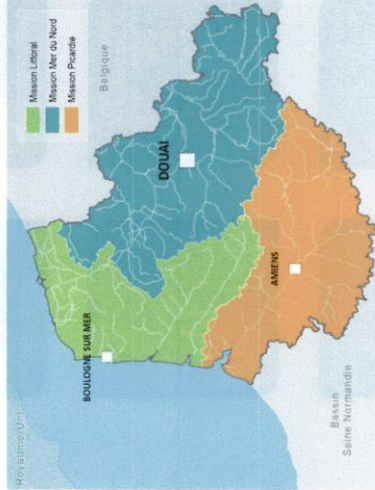 Royaume-Uni
Belgique
Mission Littoral
Mission Mer du Nord
Mission Picardie
DOUAI
BOULOGNE SUR MER
AMIENS
Bassin
Seine Normandie